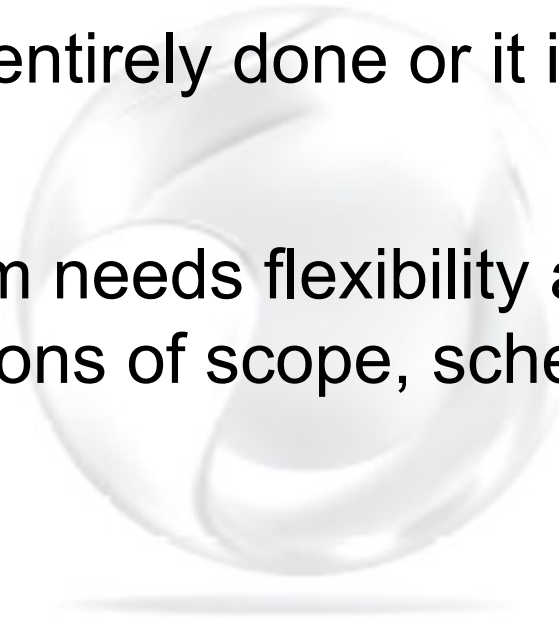 entirely done or it i
m needs flexibility a
ons of scope, sche